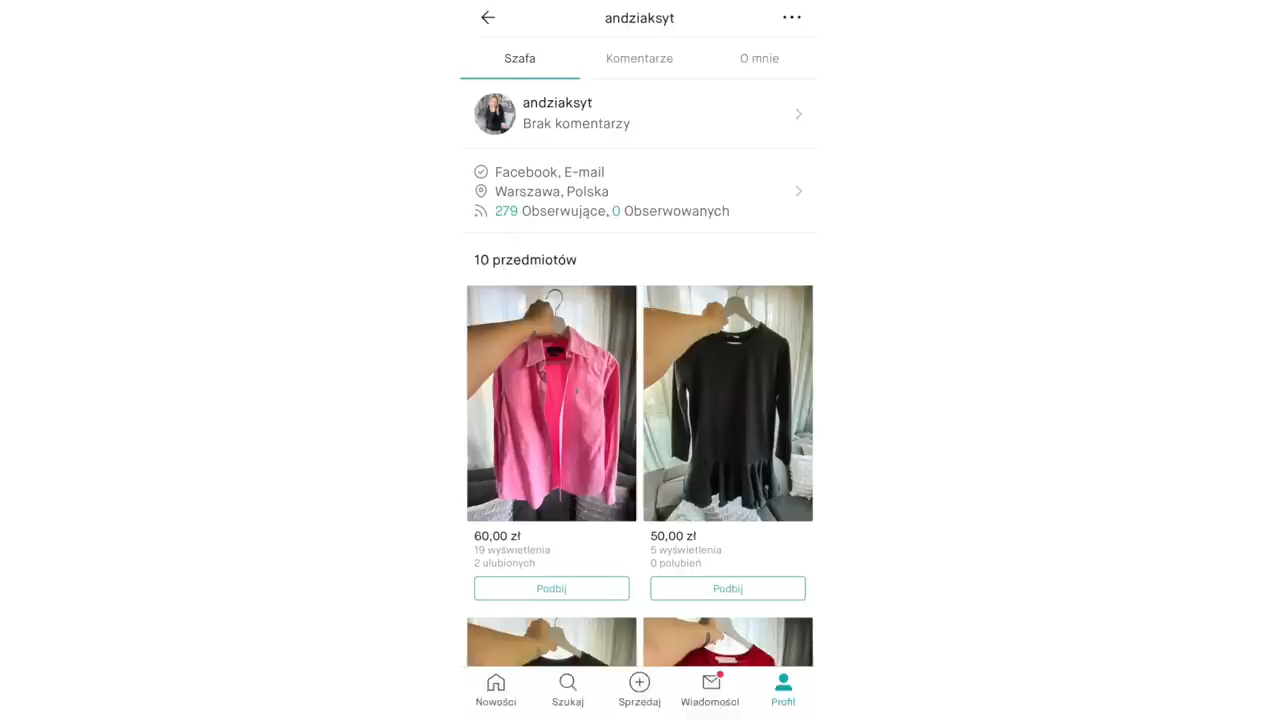 andziaksyt
Szafa
Komentarze
O mnie
andziaksyt
Brak komentarzy
Facebook, E-mail
Warszawa, Polska
279 Obserwujące, 0 Obserwowanych
10 przedmiotów
60,00 zł
19 wyświetlenia
2 ulubionych
Podbij
50,00 zł
5 wyświetlenia
0 polubień
Podbij
Nowości
Szukaj
Sprzedaj
Wiadomości
Profil